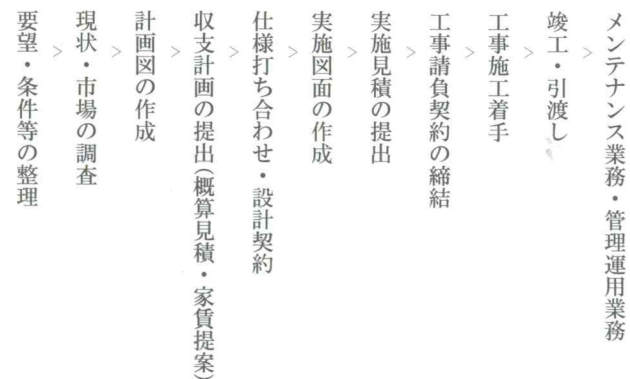 要望・条件等の整理
現状・市場の調査
計画図の作成
収支計画の提出(概算見積・家賃提案)
仕様打ち合わせ・設計契約
実施図面の作成
実施見積の提出
工事請負契約の締結
工事施工着手
竣工・引渡し
メンテナンス業務・管理運用業務